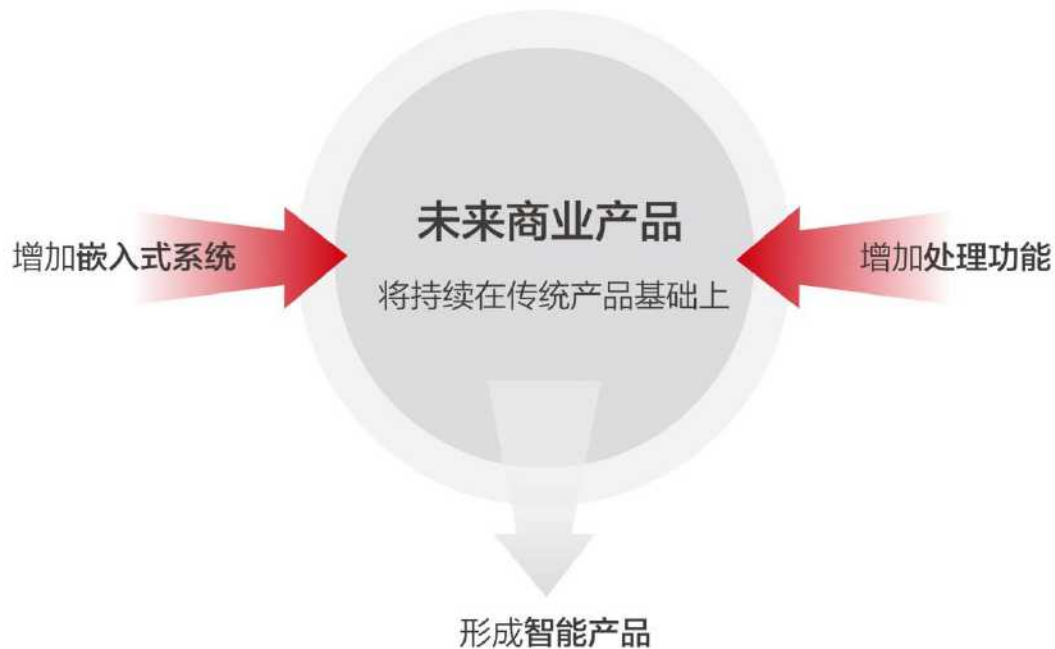 未来商业产品
将持续在传统产品基础上
增加嵌入式系统
增加处理功能
形成智能产品